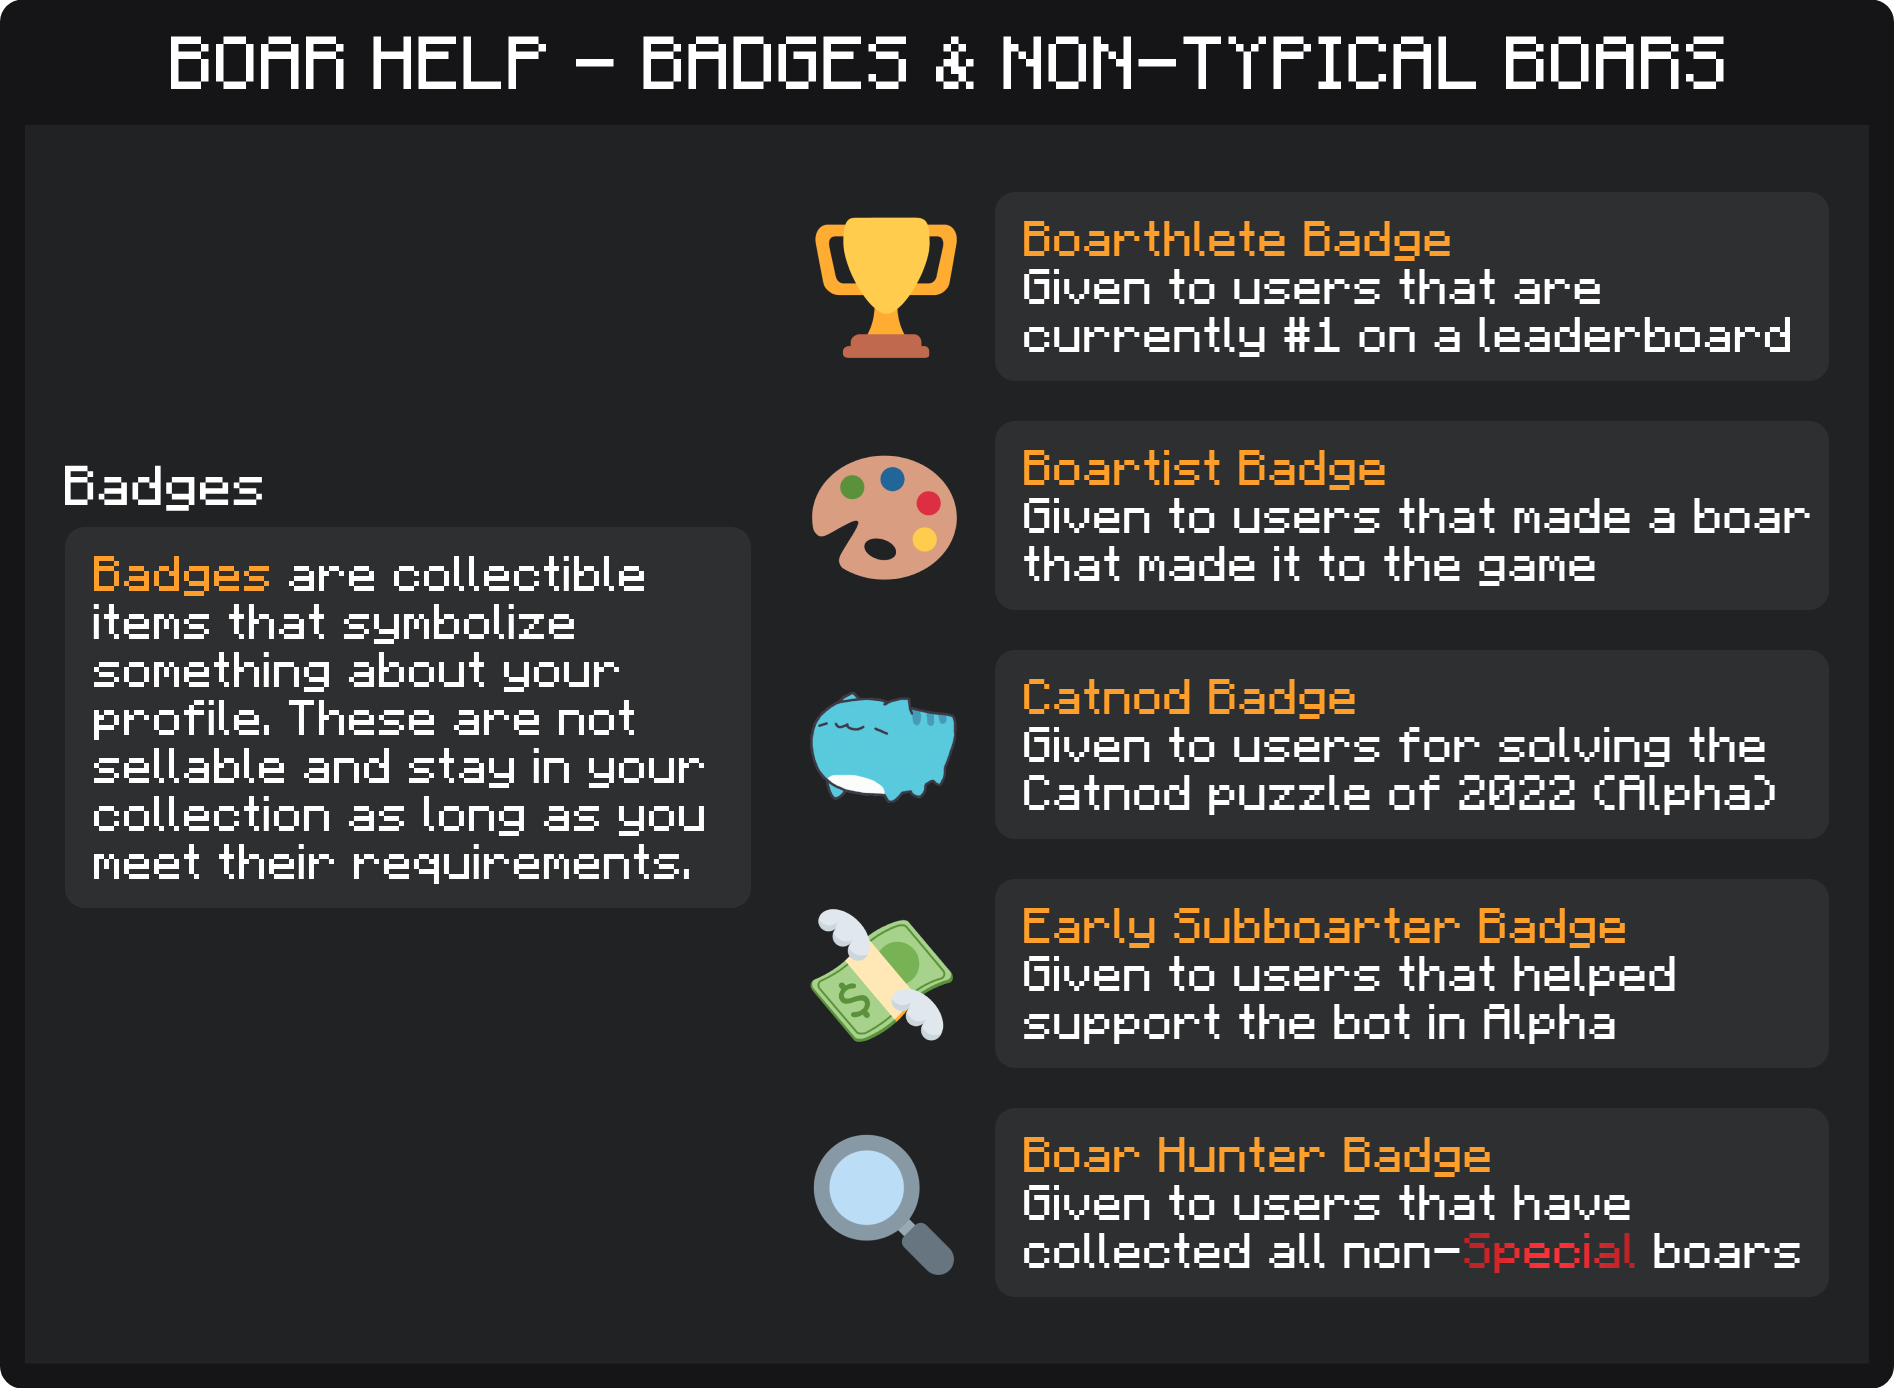 BOAR HELP - BADGES & NON-TYPICAL BOARS
Badges
Badges are collectible
items that symbolize
something about your
profile. These are not
sellable and stay in your
collection as long as you
meet their requirements.
Boarthlete Badge
Given to users that are
currently #1 on a leaderboard
Boartist Badge
Given to users that made a boar
that made it to the game
Catnod Badge
Given to users for solving the
Catnod puzzle of 2022 (Alpha)
$
Early Subboarter Badge
Given to users that helped
support the bot in Alpha
Boar Hunter Badge
Given to users that have
collected all non-Special boars